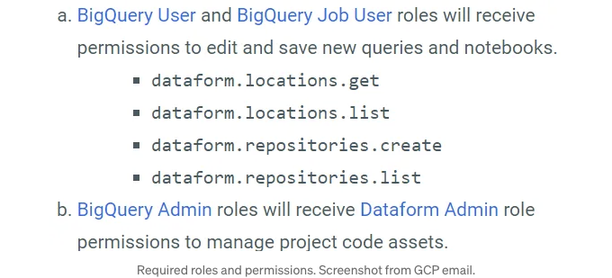 a. BigQuery User and BigQuery Job User roles will receive
permissions to edit and save new queries and notebooks.
▪ dataform.locations.get
▪ dataform.locations.list
▪ dataform.repositories.create
▪ dataform.repositories.list
b. BigQuery Admin roles will receive Dataform Admin role
permissions to manage project code assets.
Required roles and permissions. Screenshot from GCP email.